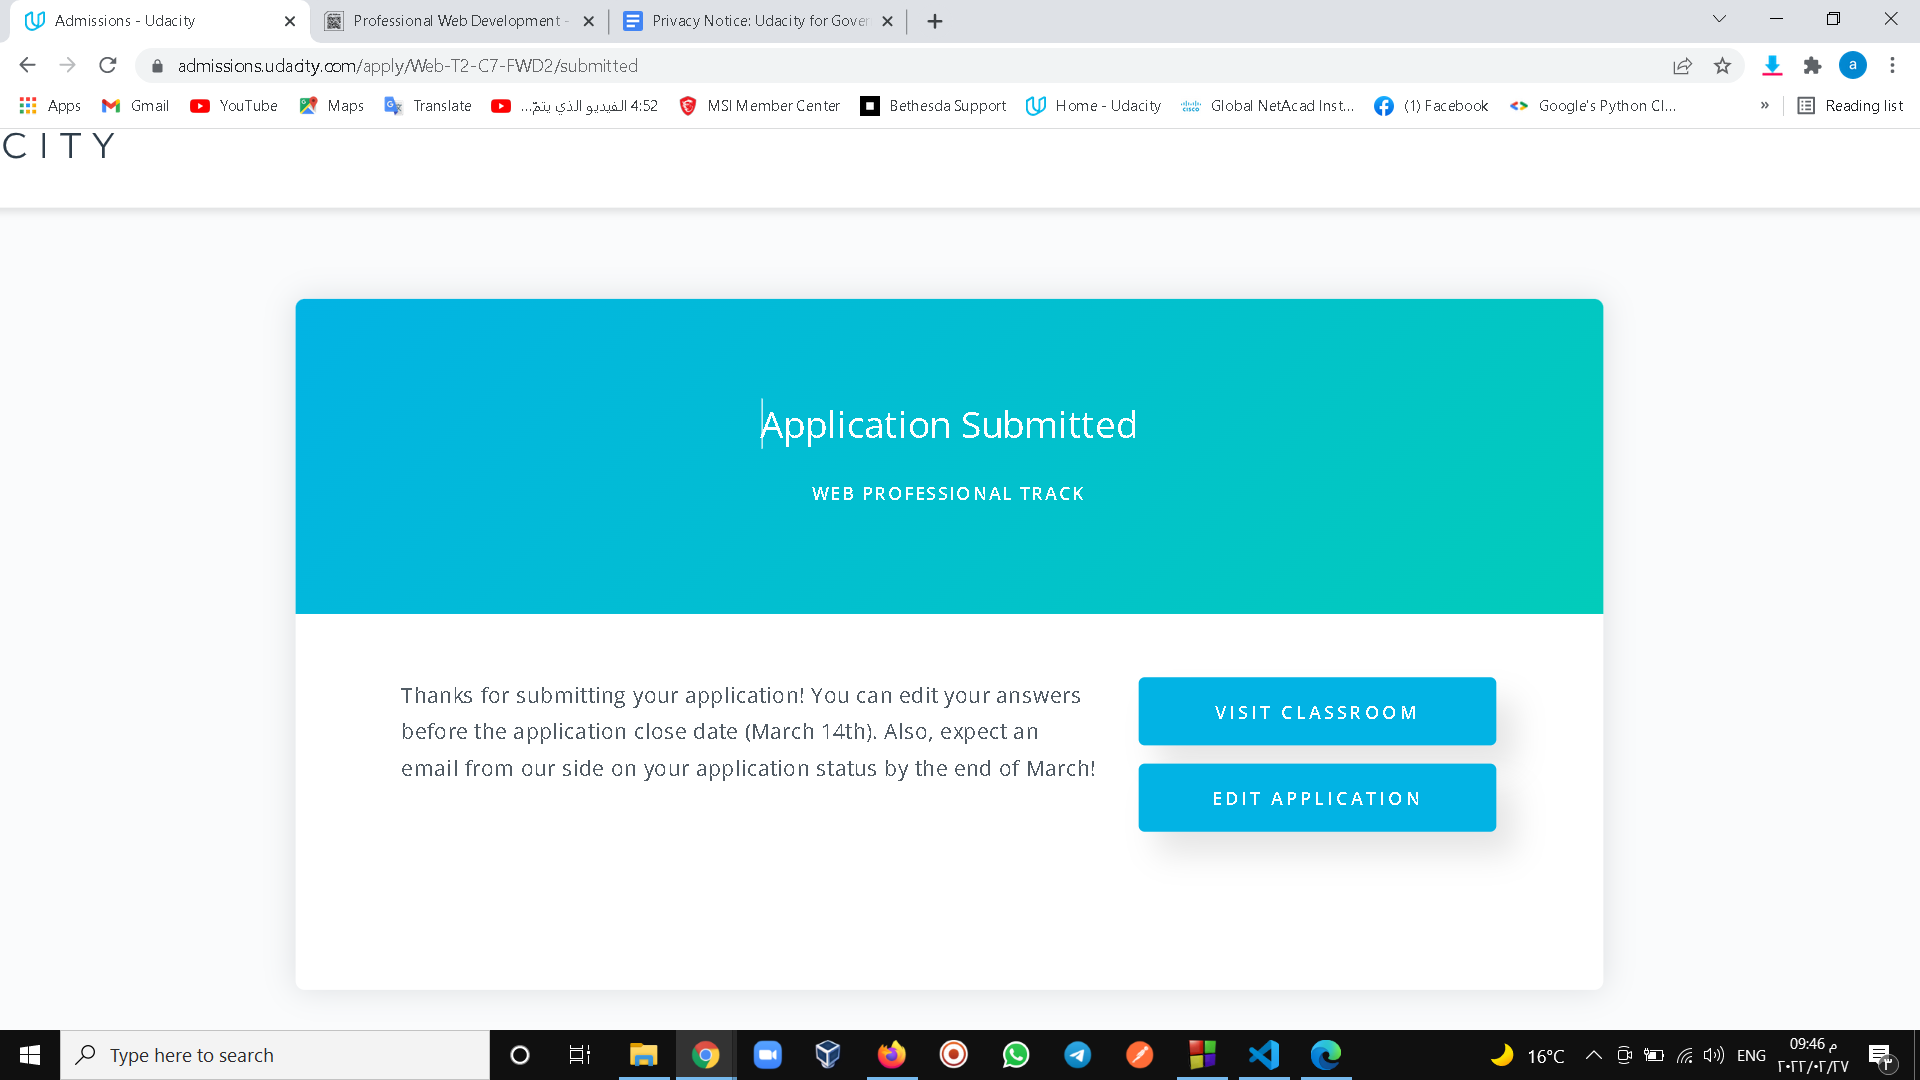 Admissions - Udacity
Professional Web Development -
Privacy Notice: Udacity for Gover
admissions.udacity.com/apply/Web-T2-C7-FWD2/submitted
a
Apps
Gmail
YouTube
Maps
Translate
4:52 الفيديو الذي يتمّ...
MSI Member Center
Bethesda Support
Home - Udacity
Global NetAcad Inst...
(1) Facebook
Google's Python Cl...
»
Reading list
CITY
Application Submitted
WEB PROFESSIONAL TRACK
Thanks for submitting your application! You can edit your answers
before the application close date (March 14th). Also, expect an
email from our side on your application status by the end of March!
VISIT CLASSROOM
EDIT APPLICATION
Type here to search
16°C
ENG
09:46 م
٢٠٢٢/٠٢/٢٧
٣